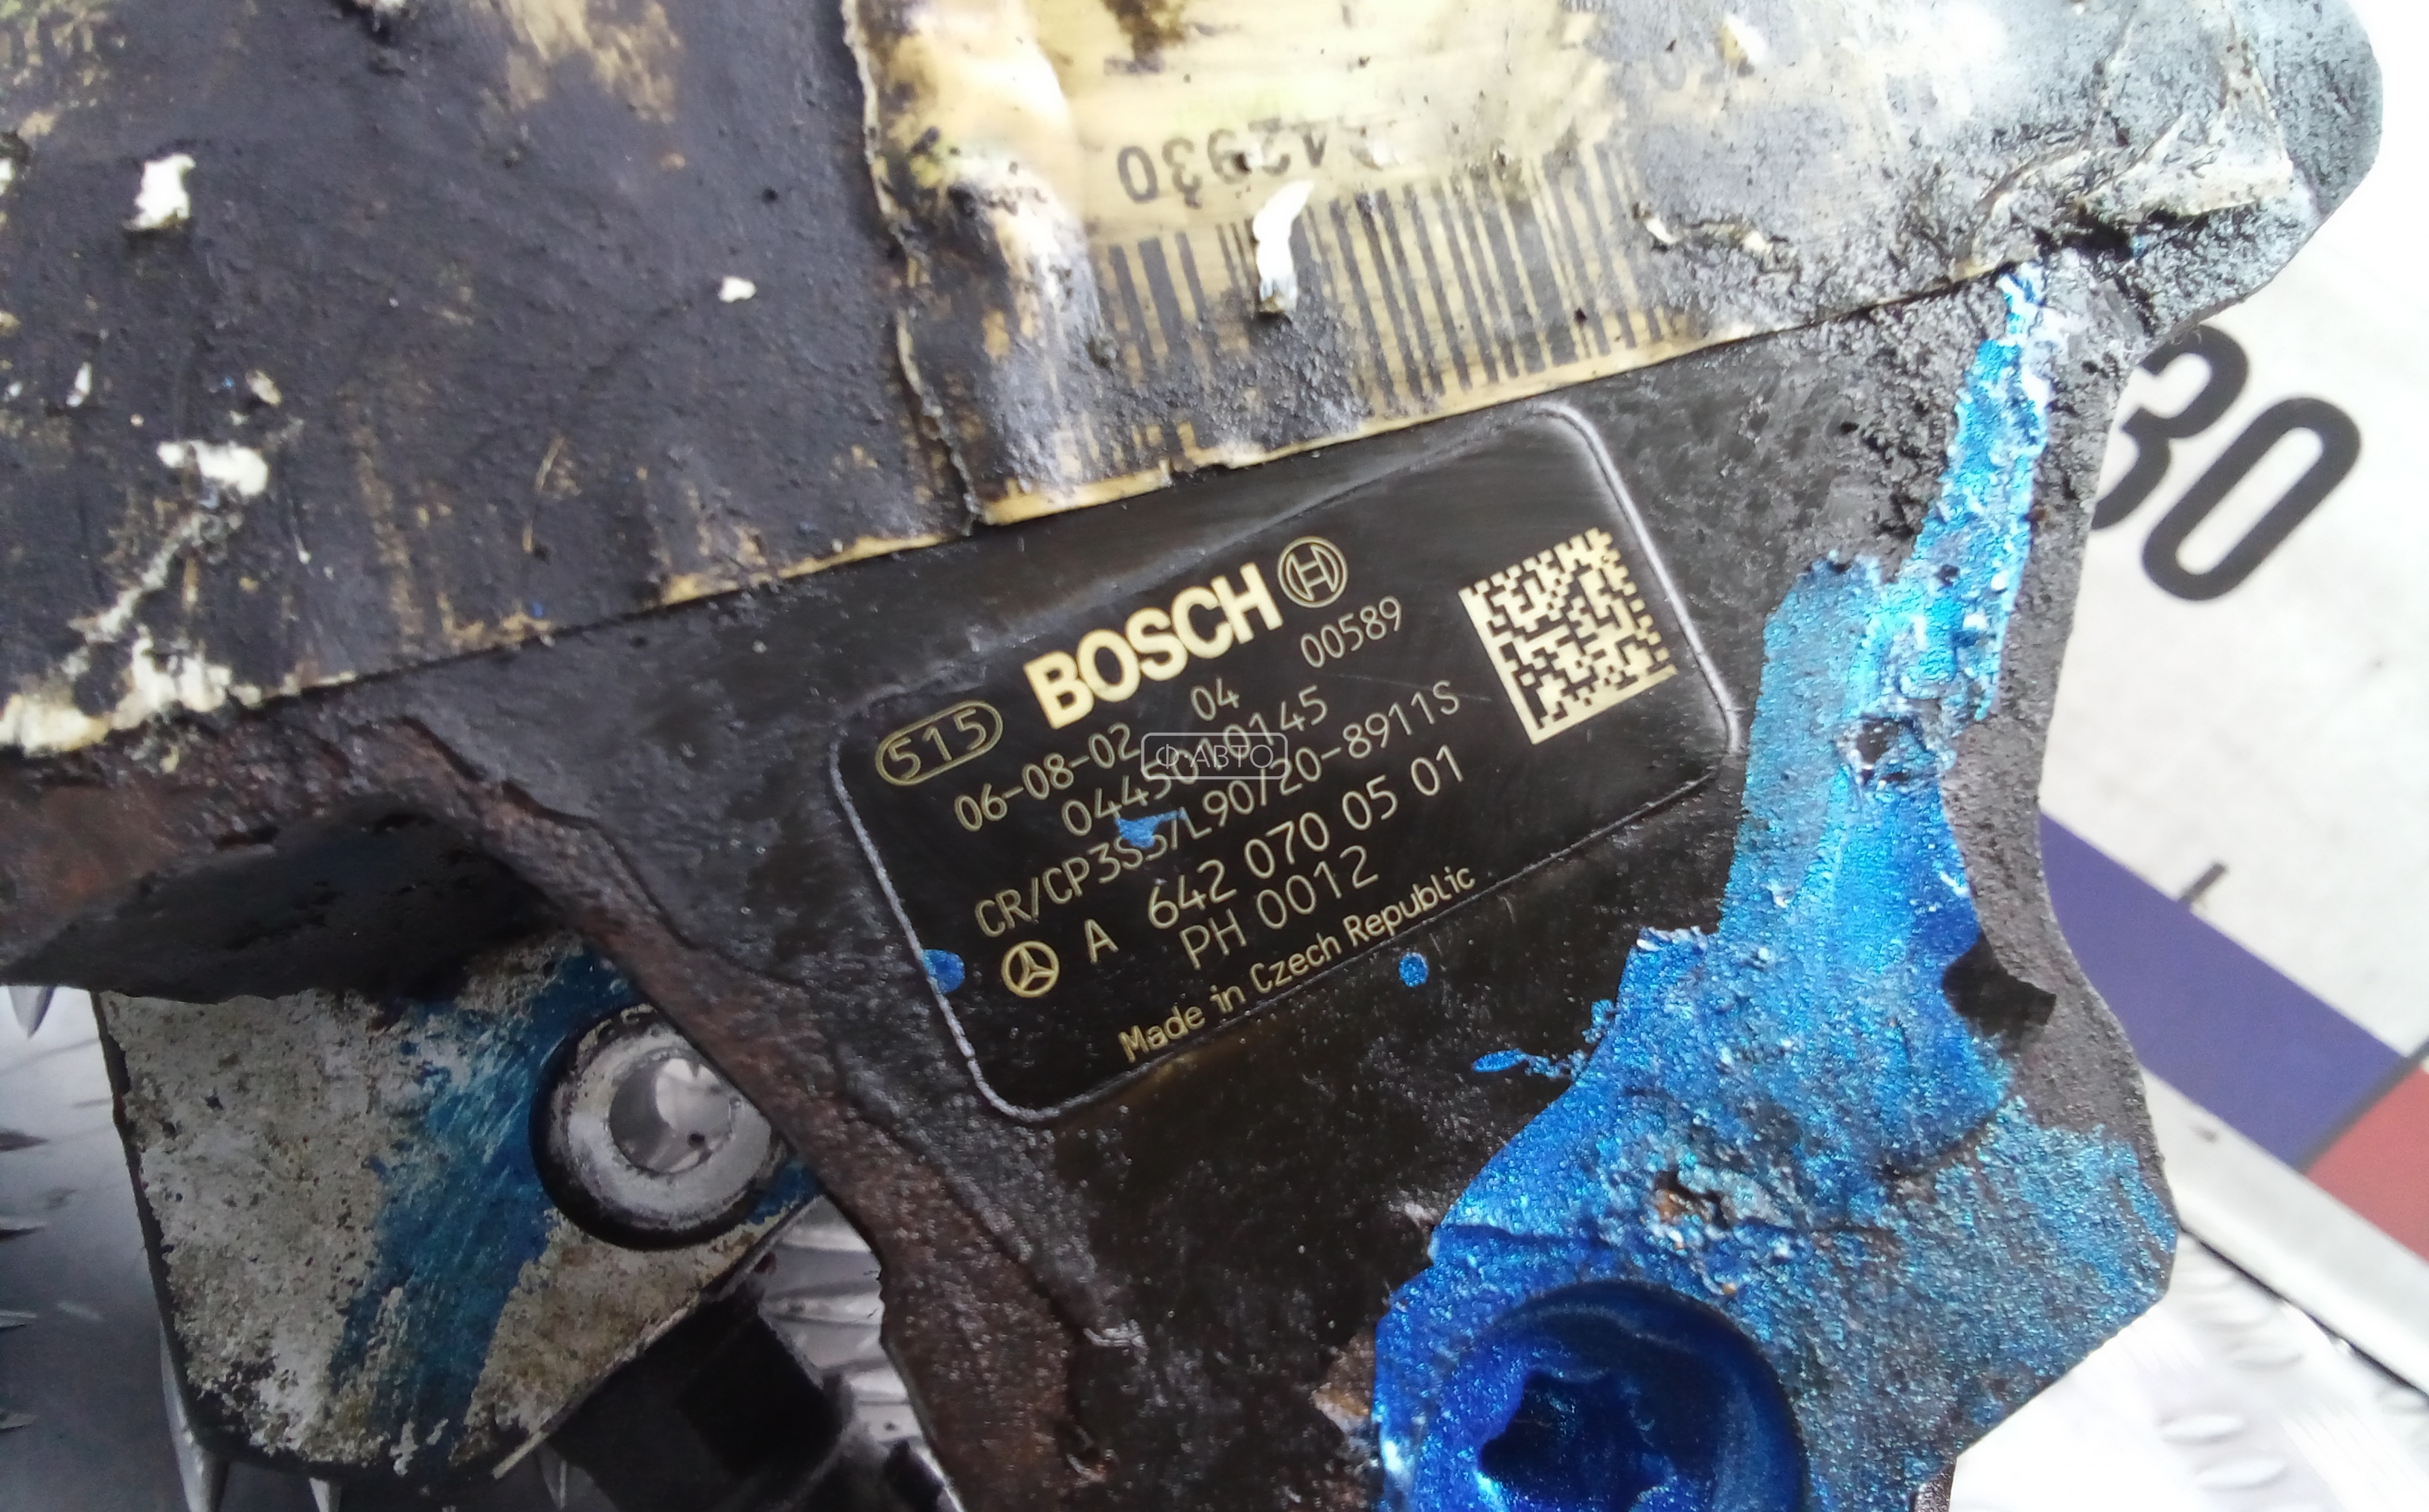 42930
30
BOSCH
515
06-08-02 04 00589
0445010145
Ф·АВТО
CR/CP3S3/L90/20-8911S
A 642 070 05 01
PH 0012
Made in Czech Republic